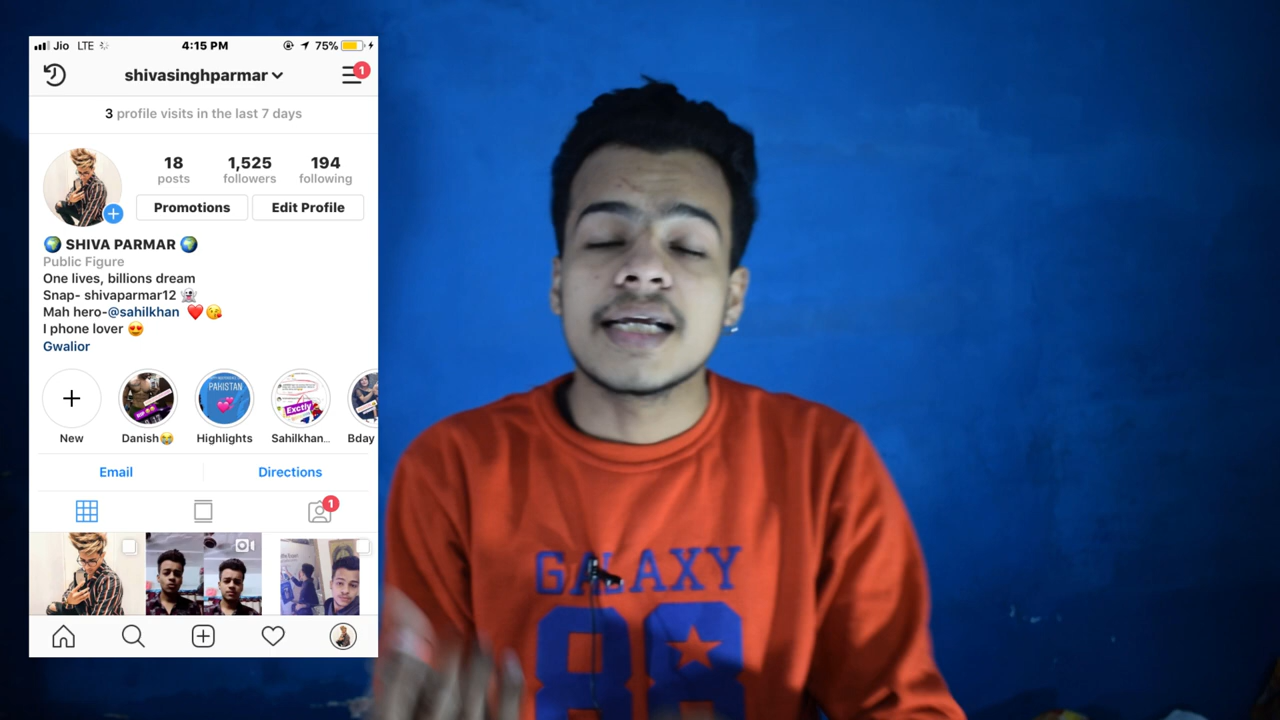 Jio LTE 4:15 PM 75%
shivasinghparmar 1
3 profile visits in the last 7 days
18 1,525 194
posts followers following
Promotions Edit Profile
🌍 SHIVA PARMAR 🌍
Public Figure
One lives, billions dream
Snap- shivaparmar12 👻
Mah hero-@sahilkhan ❤️😘
I phone lover 😍
Gwalior
PAKISTAN
Exctly
New Danish😭 Highlights Sahilkhan... Bday
Email Directions
1
GALAXY
88